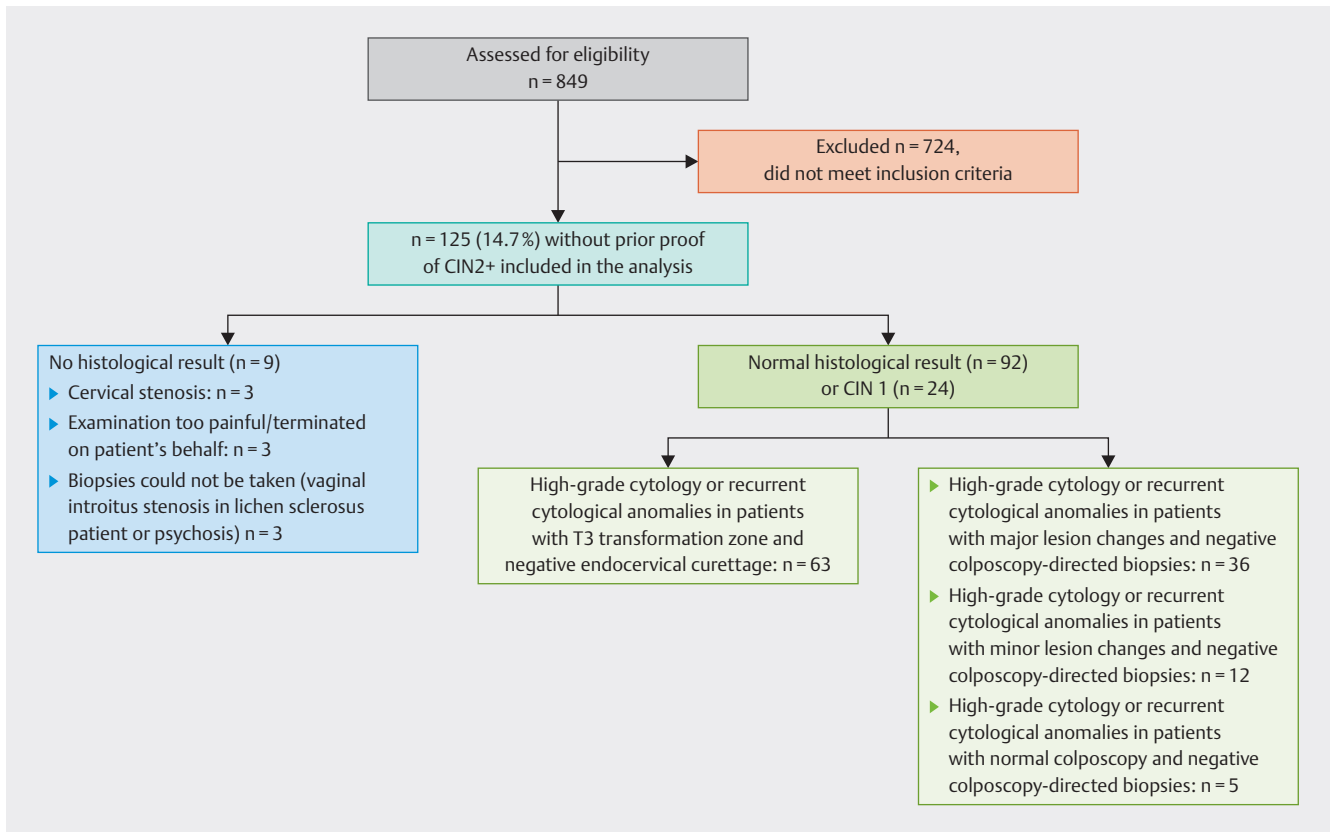 Assessed for eligibility
n = 849
Excluded n = 724,
did not meet inclusion criteria
n = 125 (14.7 %) without prior proof
of CIN2+ included in the analysis
No histological result (n = 9)
Cervical stenosis: n = 3
Examination too painful/terminated
on patient's behalf: n = 3
Biopsies could not be taken (vaginal
introitus stenosis in lichen sclerosus
patient or psychosis) n = 3
Normal histological result (n = 92)
or CIN 1 (n = 24)
High-grade cytology or recurrent
cytological anomalies in patients
with T3 transformation zone and
negative endocervical curettage: n = 63
High-grade cytology or recurrent
cytological anomalies in patients
with major lesion changes and negative
colposcopy-directed biopsies: n = 36
High-grade cytology or recurrent
cytological anomalies in patients
with minor lesion changes and negative
colposcopy-directed biopsies: n = 12
High-grade cytology or recurrent
cytological anomalies in patients
with normal colposcopy and negative
colposcopy-directed biopsies: n = 5